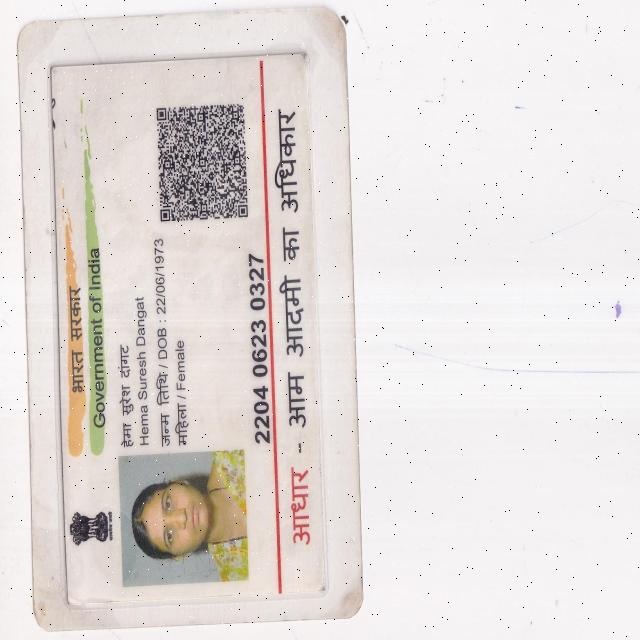 भारत सरकार
Government of India
हेमा सुरेश दांगट
Hema Suresh Dangat
जन्म तिथि / DOB : 22/06/1973
महिला / Female
2204 0623 0327
आधार - आम आदमी का अधिकार